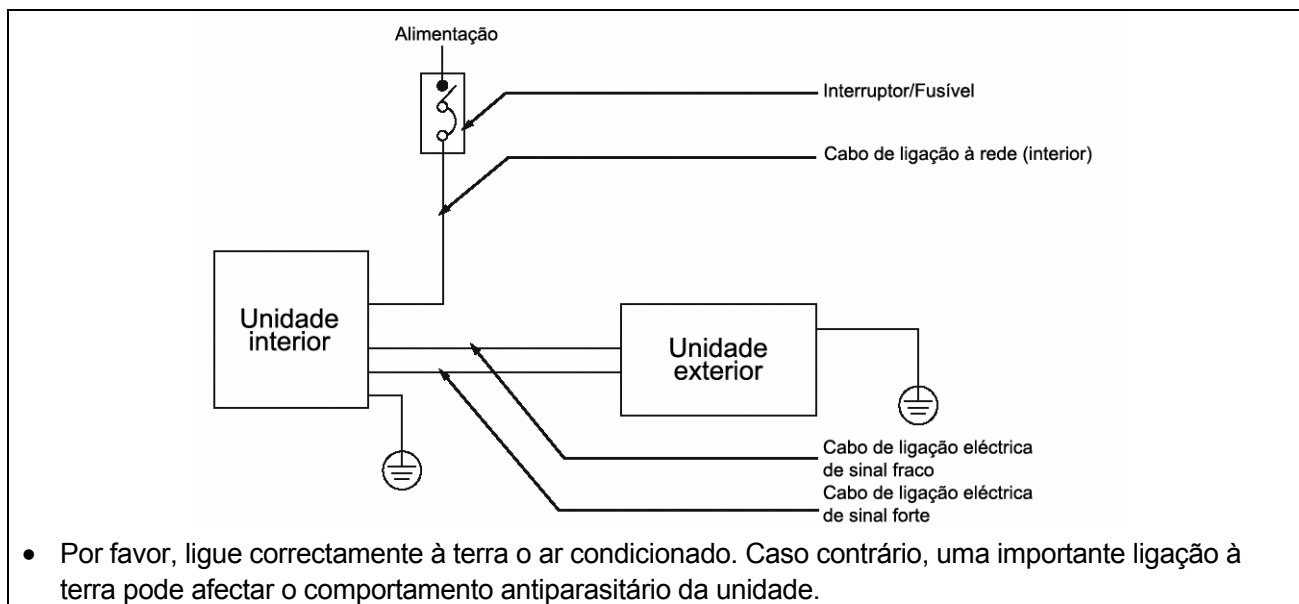 Alimentação
Interruptor/Fusível
Cabo de ligação à rede (interior)
Unidade
interior
Unidade
exterior
Cabo de ligação eléctrica
de sinal fraco
Cabo de ligação eléctrica
de sinal forte
• Por favor, ligue correctamente à terra o ar condicionado. Caso contrário, uma importante ligação à
terra pode afectar o comportamento antiparasitário da unidade.